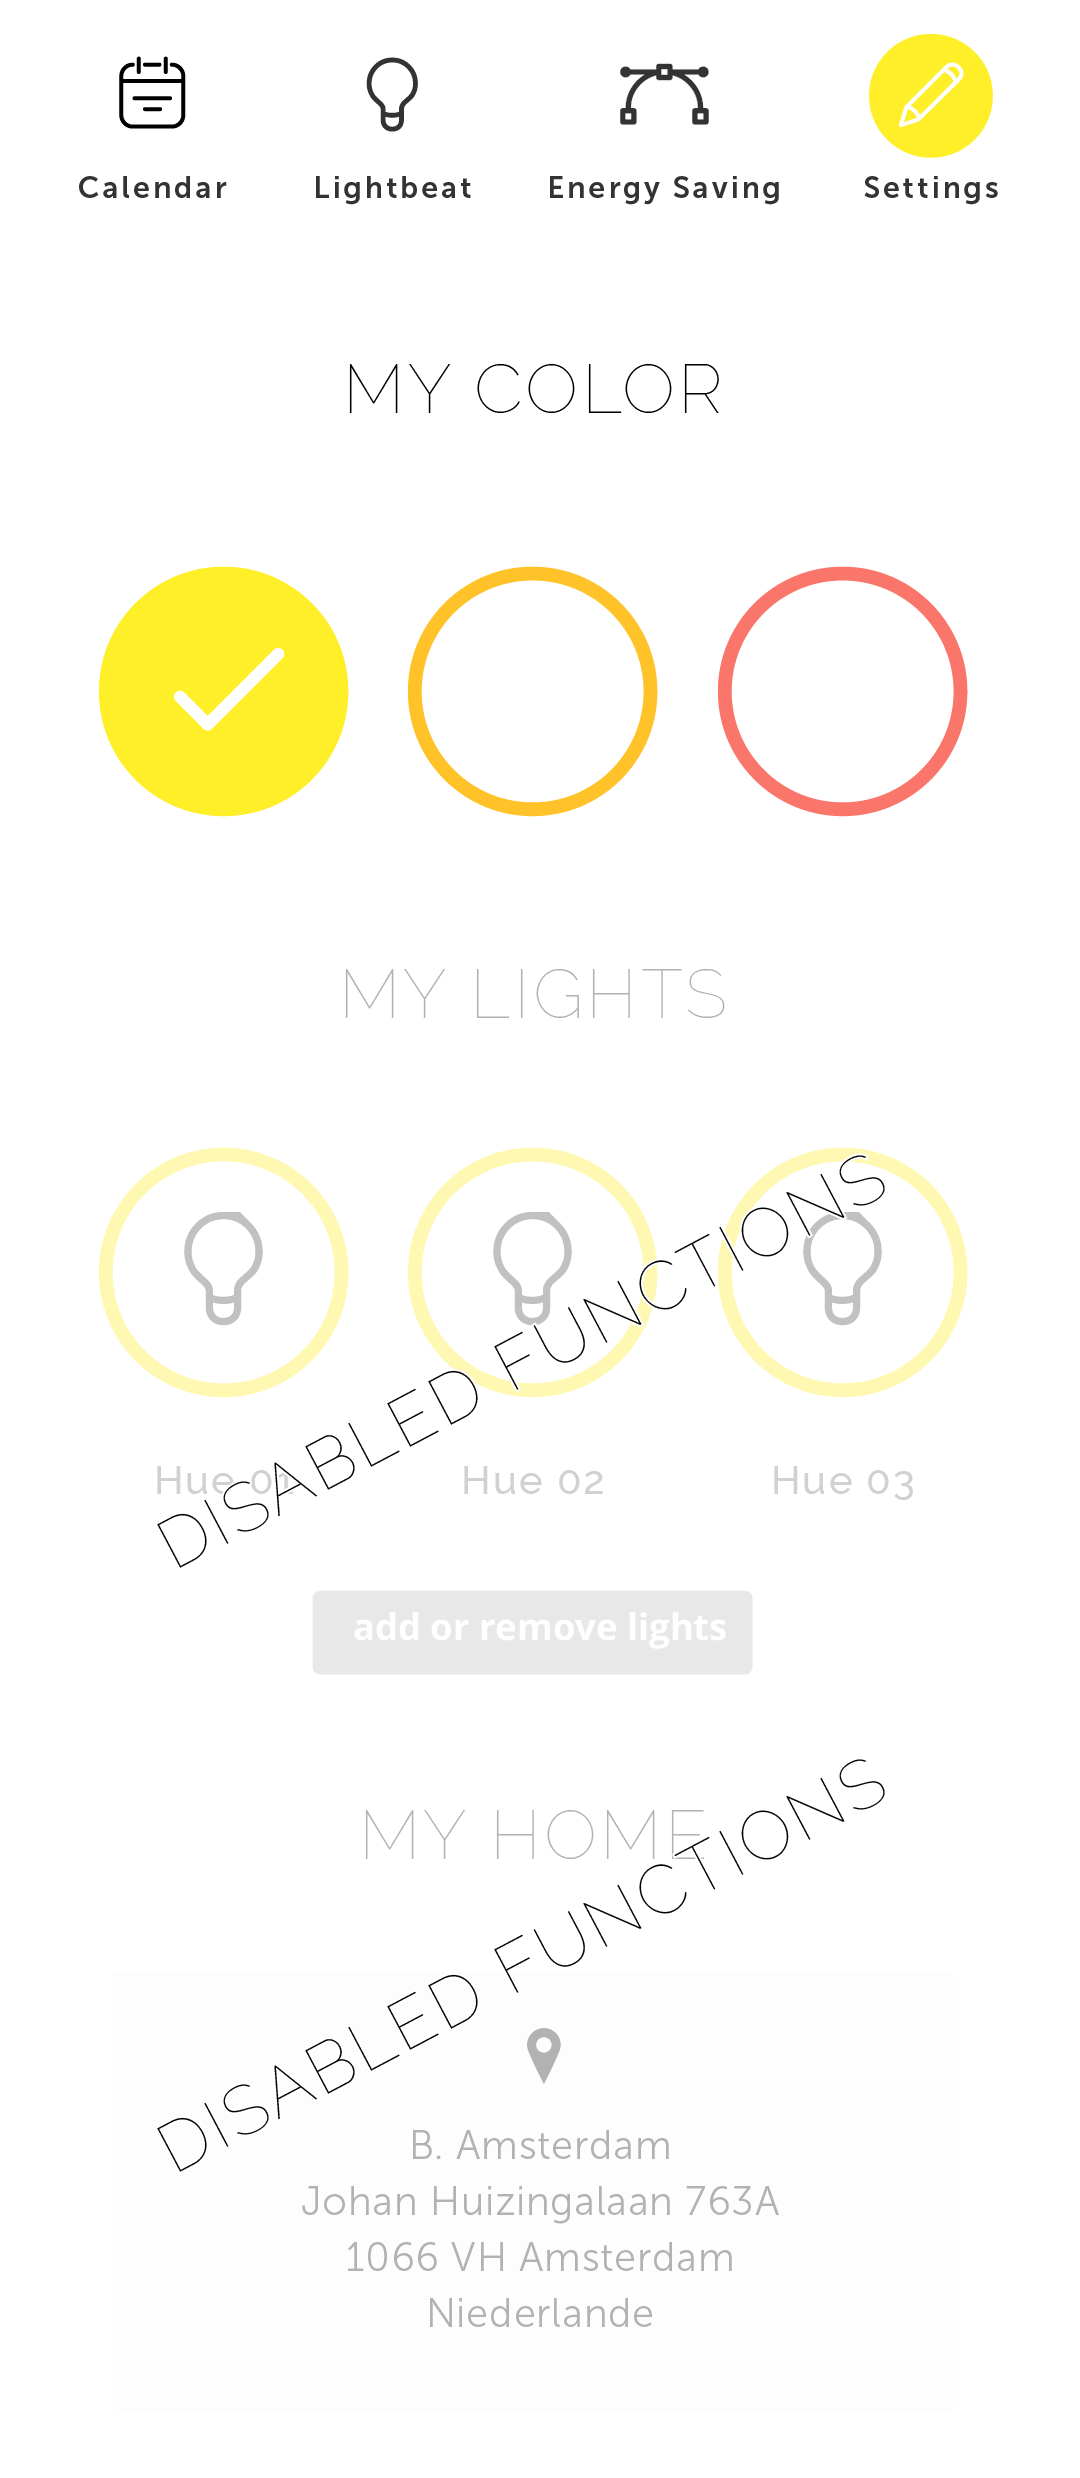 Calendar
Lightbeat
Energy Saving
Settings
MY COLOR
MY LIGHTS
DISABLED FUNCTIONS
Hue 01
Hue 02
Hue 03
add or remove lights
MY HOME
DISABLED FUNCTIONS
B. Amsterdam
Johan Huizingalaan 763A
1066 VH Amsterdam
Niederlande